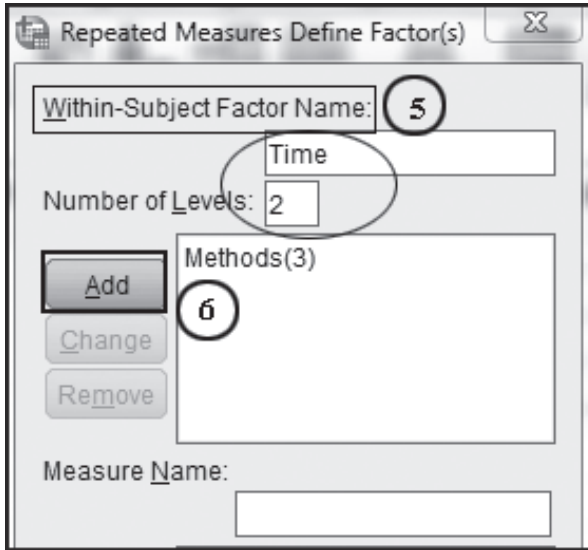 Repeated Measures Define Factor(s)
Within-Subject Factor Name: 5
Time
Number of Levels: 2
Methods(3)
Add
6
Change
Remove
Measure Name: